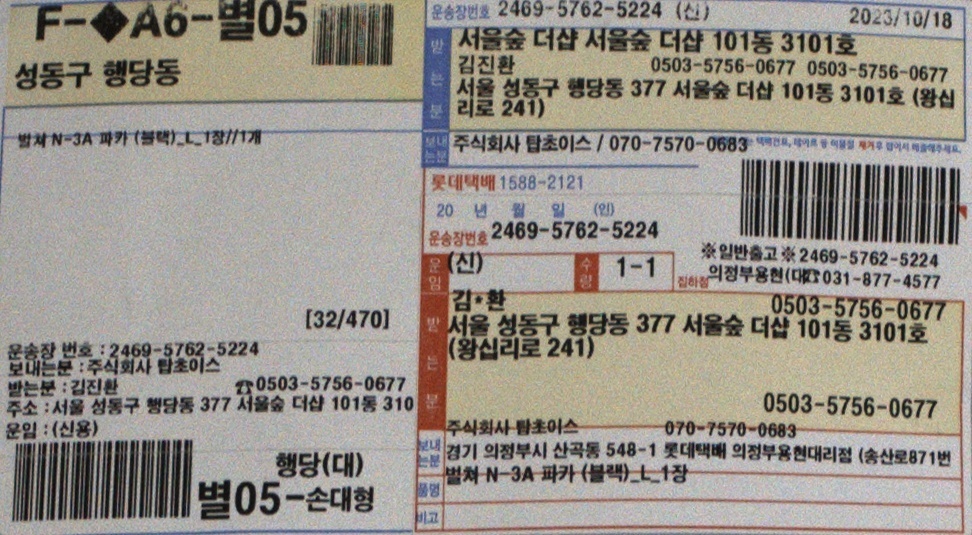 F-◆A6-별05
성동구 행당동
벌쳐 N-3A 파카 (블랙)_L_1장//1개
[32/470]
운송장 번호 : 2469-5762-5224
보내는분 : 주식회사 탑초이스
받는분 : 김진환 ☎0503-5756-0677
주소 : 서울 성동구 행당동 377 서울숲 더샵 101동 310
운임 : (신용)
행당(대)
별05-손대형
운송장번호 2469-5762-5224 (신) 2023/10/18
받는분
서울숲 더샵 서울숲 더샵 101동 3101호
김진환 0503-5756-0677 0503-5756-0677
서울 성동구 행당동 377 서울숲 더샵 101동 3101호 (왕십
리로 241)
보내는분 주식회사 탑초이스 / 070-7570-0683
롯데택배 1588-2121
20 년 월 일 (인)
운송장번호 2469-5762-5224
※일반출고※ 2469-5762-5224
운임 (신) 수량 1-1 집하점 의정부용현(대) 031-877-4577
받는분
김*환 0503-5756-0677
서울 성동구 행당동 377 서울숲 더샵 101동 3101호
(왕십리로 241)
0503-5756-0677
보내는분
주식회사 탑초이스 070-7570-0683
경기 의정부시 산곡동 548-1 롯데택배 의정부용현대리점 (송산로871번
품명 벌쳐 N-3A 파카 (블랙)_L_1장
비고